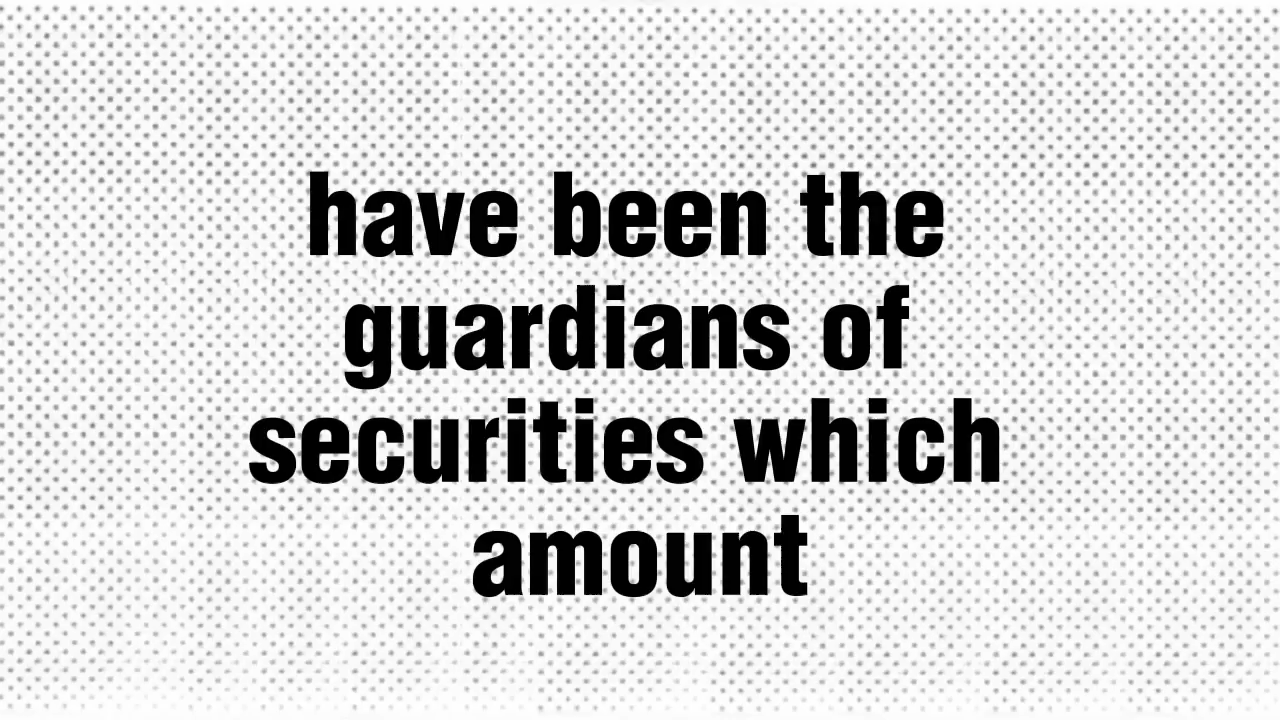 have been the
guardians of
securities which
amount